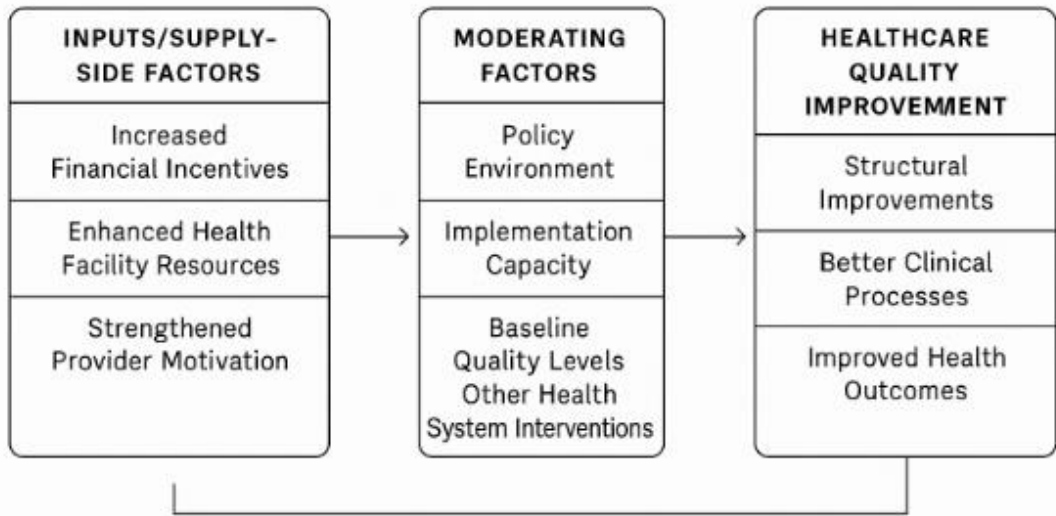 INPUTS/SUPPLY-
SIDE FACTORS
Increased
Financial Incentives
Enhanced Health
Facility Resources
Strengthened
Provider Motivation
MODERATING
FACTORS
Policy
Environment
Implementation
Capacity
Baseline
Quality Levels
Other Health
System Interventions
HEALTHCARE
QUALITY
IMPROVEMENT
Structural
Improvements
Better Clinical
Processes
Improved Health
Outcomes